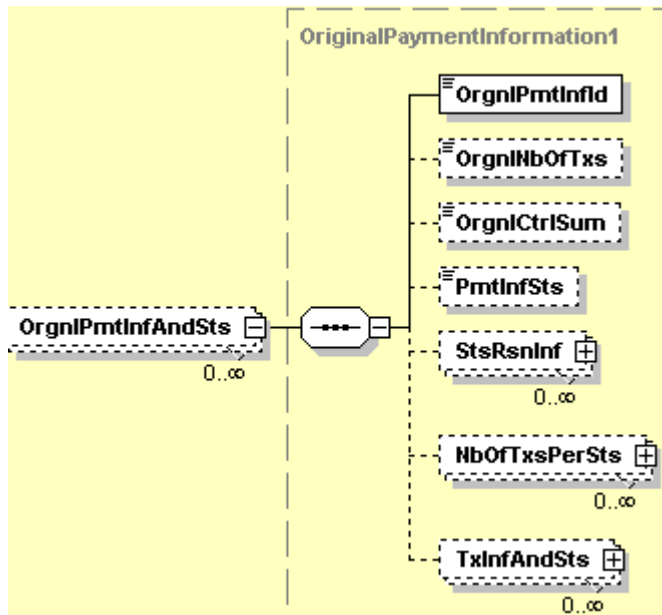 OriginalPaymentInformation1
OrgnlPmtInfId
OrgnlNbOfTxs
OrgnlCtrlSum
PmtInfSts
OrgnlPmtInfAndSts
0..∞
StsRsnInf
0..∞
NbOfTxsPerSts
0..∞
TxInfAndSts
0..∞